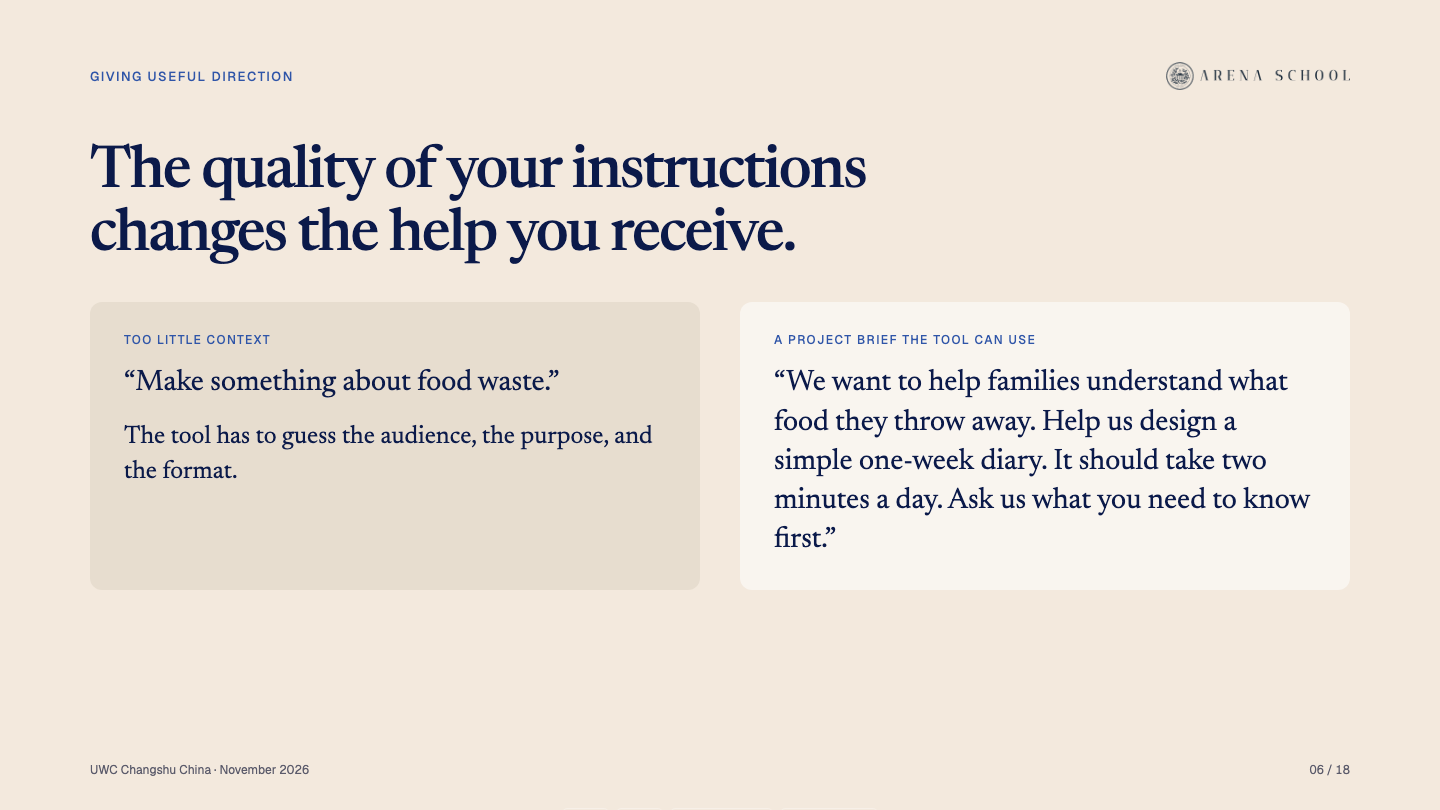 GIVING USEFUL DIRECTION
ARENA SCHOOL
The quality of your instructions
changes the help you receive.
TOO LITTLE CONTEXT
“Make something about food waste.”
The tool has to guess the audience, the purpose, and
the format.
A PROJECT BRIEF THE TOOL CAN USE
“We want to help families understand what
food they throw away. Help us design a
simple one-week diary. It should take two
minutes a day. Ask us what you need to know
first.”
UWC Changshu China · November 2026
06 / 18